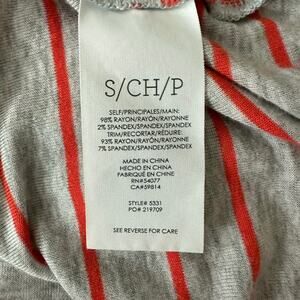 S/CH/P
SELF/PRINCIPALES/MAIN:
98% RAYON/RAYON/RAYONNE
2% SPANDEX/SPANDEX/SPANDEX
TRIM/RECORTAR/RÉDUIRE:
93% RAYON/RAYON/RAYONNE
7% SPANDEX/SPANDEX/SPANDEX
MADE IN CHINA
HECHO EN CHINA
FABRIQUÉ EN CHINE
RN#54077
CA#59814
STYLE# 5331
PO# 219709
SEE REVERSE FOR CARE